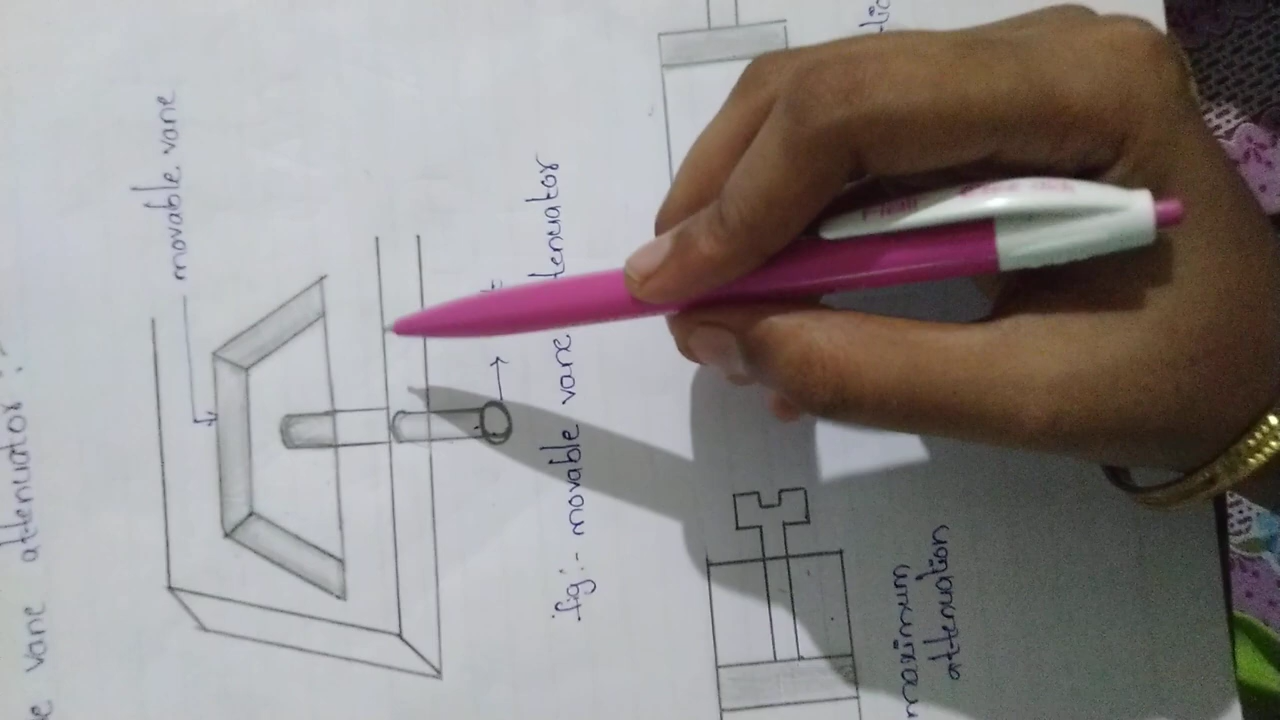 vane attenuator :-
movable vane
fig:- movable vane tenuator
maximum
attenuation